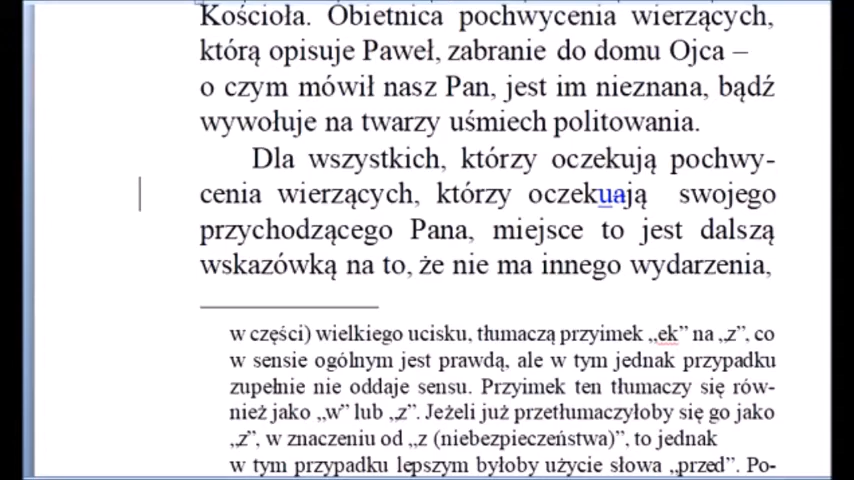 Kościoła. Obietnica pochwycenia wierzących,
którą opisuje Paweł, zabranie do domu Ojca –
o czym mówił nasz Pan, jest im nieznana, bądź
wywołuje na twarzy uśmiech politowania.
Dla wszystkich, którzy oczekują pochwy-
cenia wierzących, którzy oczekuają swojego
przychodzącego Pana, miejsce to jest dalszą
wskazówką na to, że nie ma innego wydarzenia,
w części) wielkiego ucisku, tłumaczą przyimek „ek” na „z”, co
w sensie ogólnym jest prawdą, ale w tym jednak przypadku
zupełnie nie oddaje sensu. Przyimek ten tłumaczy się rów-
nież jako „w” lub „z”. Jeżeli już przetłumaczyłoby się go jako
„z”, w znaczeniu od „z (niebezpieczeństwa)”, to jednak
w tym przypadku lepszym byłoby użycie słowa „przed”. Po-